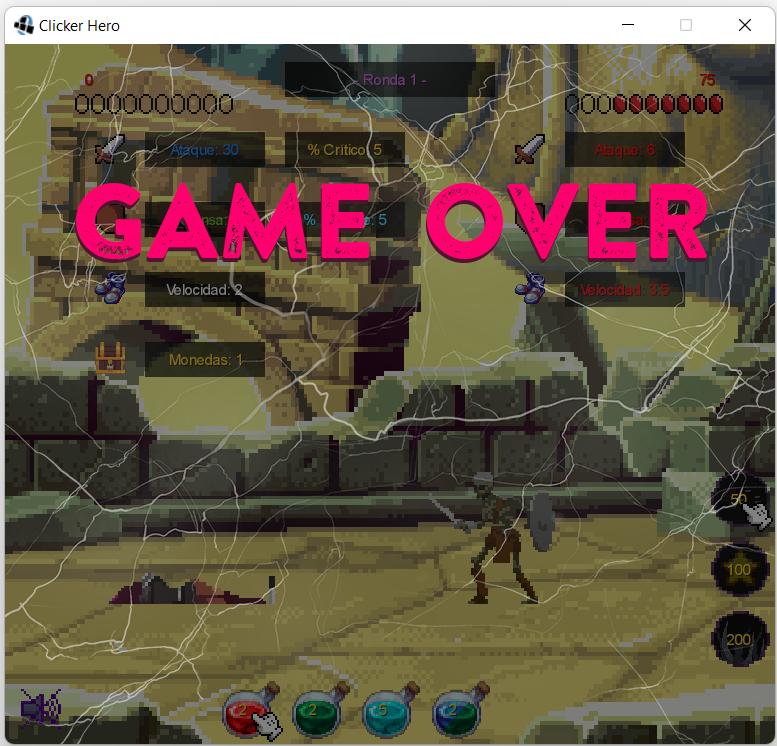 Clicker Hero
- Ronda 1 -
0
75
Ataque: 30
% Critico: 5
Ataque: 6
GAME OVER
5
Velocidad: 2
Velocidad: 3.5
Monedas: 1
50
100
200
2
2
5
2